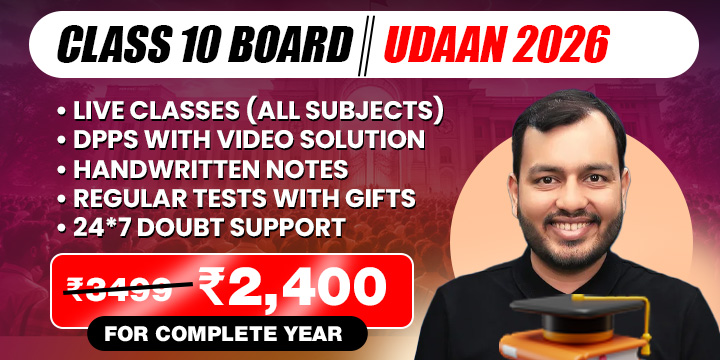 CLASS 10 BOARD || UDAAN 2026
• LIVE CLASSES (ALL SUBJECTS)
• DPPS WITH VIDEO SOLUTION
• HANDWRITTEN NOTES
• REGULAR TESTS WITH GIFTS
• 24*7 DOUBT SUPPORT
₹3499 ₹2,400
FOR COMPLETE YEAR